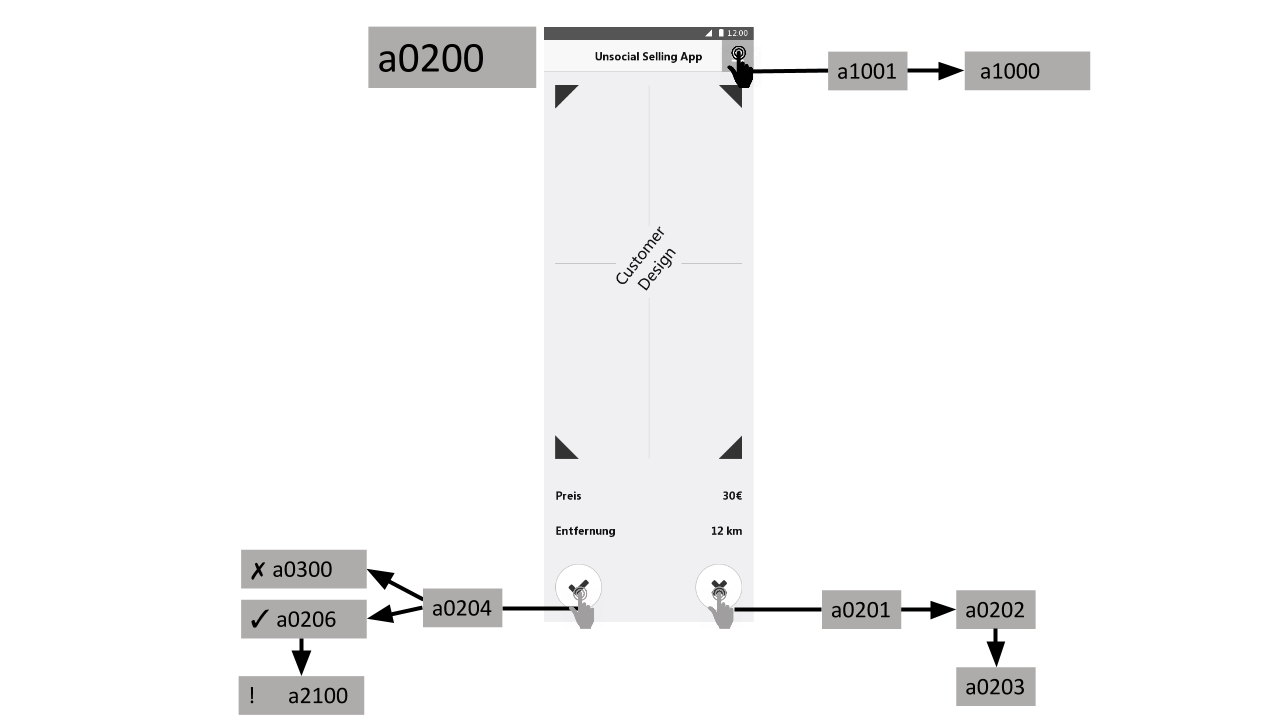 a0200
12:00
Unsocial Selling App
a1001
a1000
Customer
Design
Preis 30€
Entfernung 12 km
✗ a0300
a0204
✓ a0206
! a2100
a0201
a0202
a0203